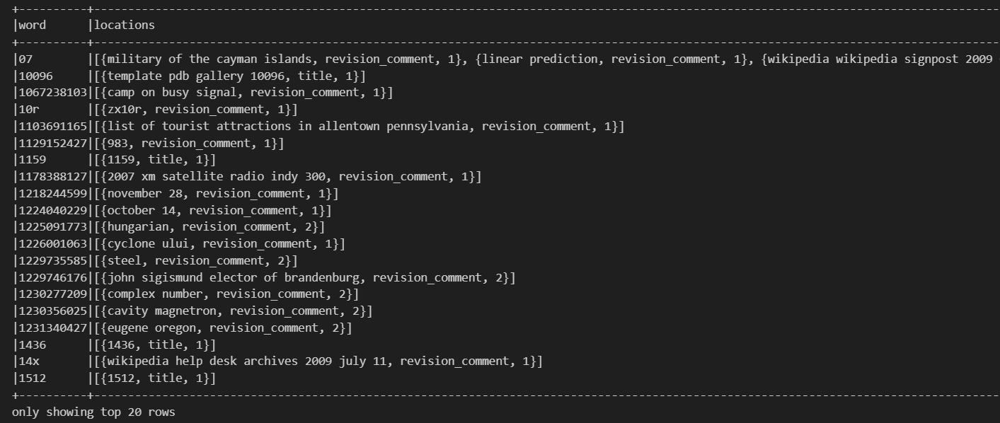 +----------+------------------------------------------------------------------------------------------------------------------------------------
|word      |locations
+----------+------------------------------------------------------------------------------------------------------------------------------------
|07        |[{military of the cayman islands, revision_comment, 1}, {linear prediction, revision_comment, 1}, {wikipedia wikipedia signpost 2009
|10096     |[{template pdb gallery 10096, title, 1}]
|1067238103|[{camp on busy signal, revision_comment, 1}]
|10r       |[{zx10r, revision_comment, 1}]
|1103691165|[{list of tourist attractions in allentown pennsylvania, revision_comment, 1}]
|1129152427|[{983, revision_comment, 1}]
|1159      |[{1159, title, 1}]
|1178388127|[{2007 xm satellite radio indy 300, revision_comment, 1}]
|1218244599|[{november 28, revision_comment, 1}]
|1224040229|[{october 14, revision_comment, 1}]
|1225091773|[{hungarian, revision_comment, 2}]
|1226001063|[{cyclone ului, revision_comment, 1}]
|1229735585|[{steel, revision_comment, 2}]
|1229746176|[{john sigismund elector of brandenburg, revision_comment, 2}]
|1230277209|[{complex number, revision_comment, 2}]
|1230356025|[{cavity magnetron, revision_comment, 2}]
|1231340427|[{eugene oregon, revision_comment, 2}]
|1436      |[{1436, title, 1}]
|14x       |[{wikipedia help desk archives 2009 july 11, revision_comment, 1}]
|1512      |[{1512, title, 1}]
+----------+------------------------------------------------------------------------------------------------------------------------------------
only showing top 20 rows